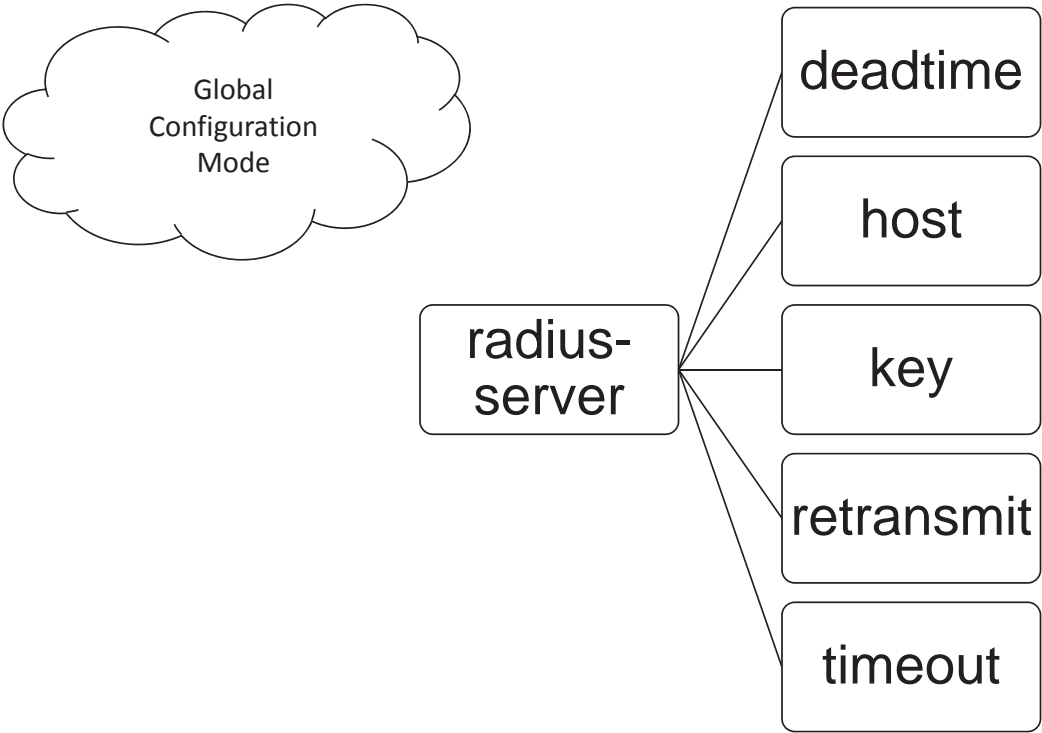 Global
Configuration
Mode
radius-
server
deadtime
host
key
retransmit
timeout